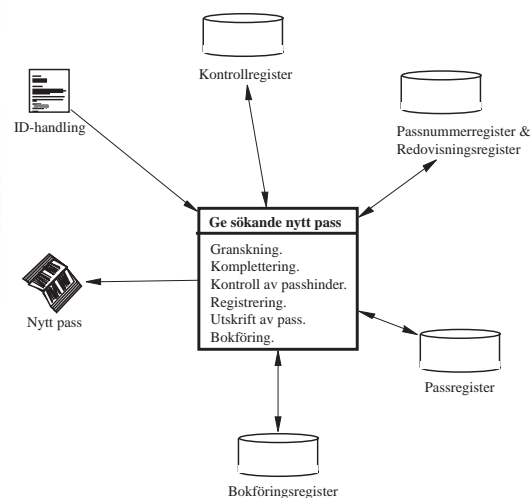 Kontrollregister
ID-handling
Passnummerregister &
Redovisningsregister
Ge sökande nytt pass
Granskning.
Komplettering.
Kontroll av passhinder.
Registrering.
Utskrift av pass.
Bokföring.
Nytt pass
Passregister
Bokföringsregister